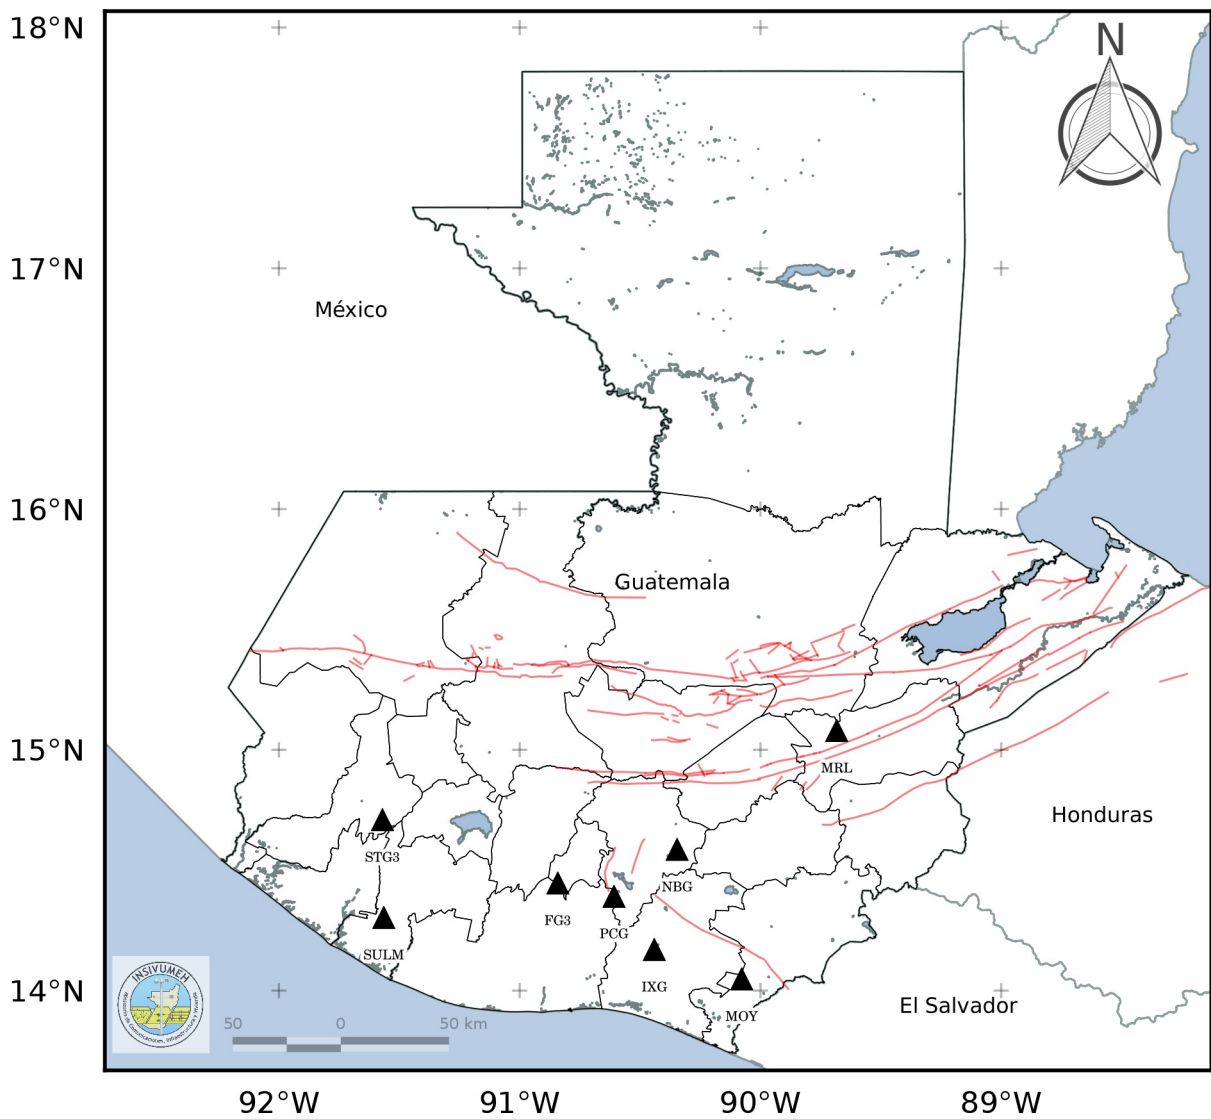 18°N
N
17°N
México
16°N
Guatemala
15°N
MRL
Honduras
STG3
NBG
FG3
PCG
SULM
IXG
14°N
El Salvador
MOY
INSIVUMEH
50 0 50 km
92°W 91°W 90°W 89°W